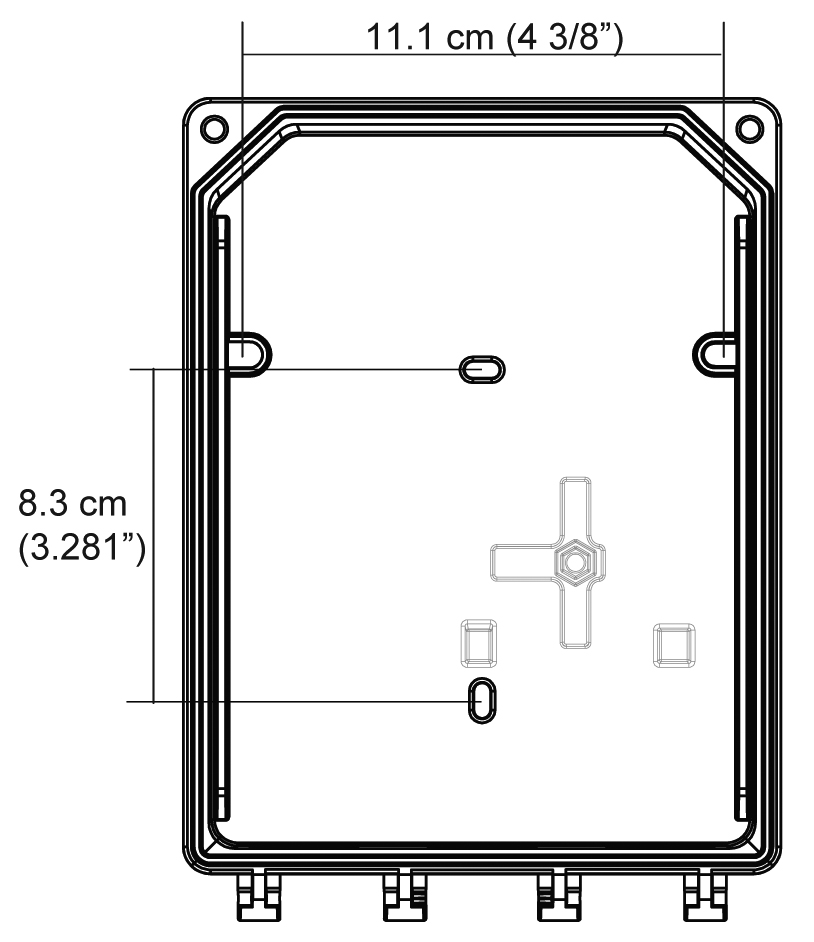 11.1 cm (4 3/8”)
8.3 cm
(3.281”)